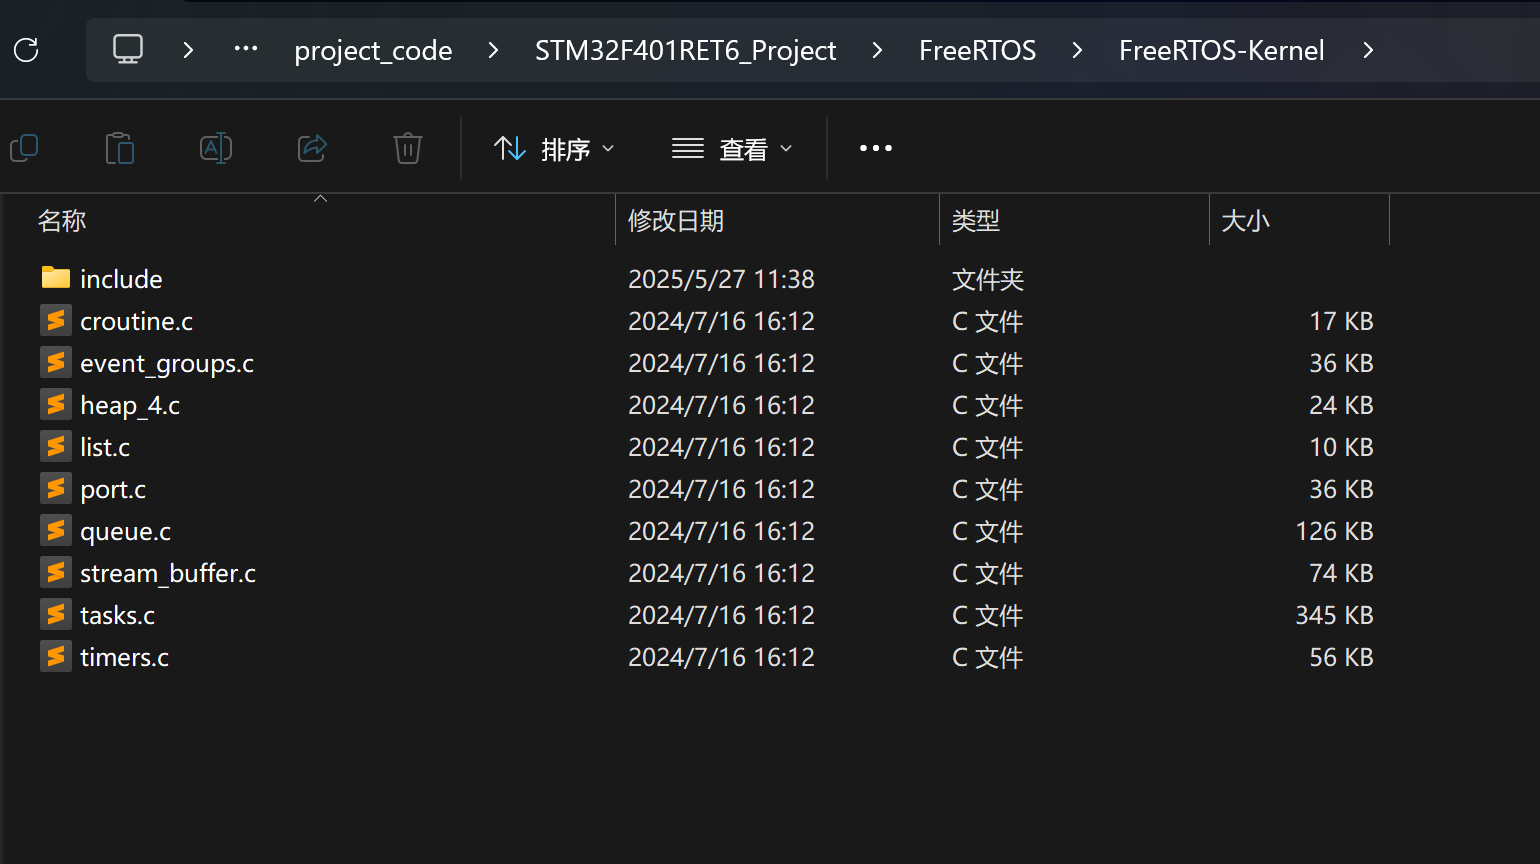 project_code STM32F401RET6_Project FreeRTOS FreeRTOS-Kernel
排序 查看
名称 修改日期 类型 大小
include 2025/5/27 11:38 文件夹
croutine.c 2024/7/16 16:12 C 文件 17 KB
event_groups.c 2024/7/16 16:12 C 文件 36 KB
heap_4.c 2024/7/16 16:12 C 文件 24 KB
list.c 2024/7/16 16:12 C 文件 10 KB
port.c 2024/7/16 16:12 C 文件 36 KB
queue.c 2024/7/16 16:12 C 文件 126 KB
stream_buffer.c 2024/7/16 16:12 C 文件 74 KB
tasks.c 2024/7/16 16:12 C 文件 345 KB
timers.c 2024/7/16 16:12 C 文件 56 KB